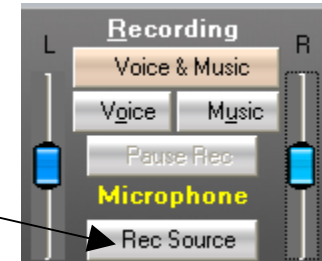 Recording
L
R
Voice & Music
Voice Music
Pause Rec
Microphone
Rec Source